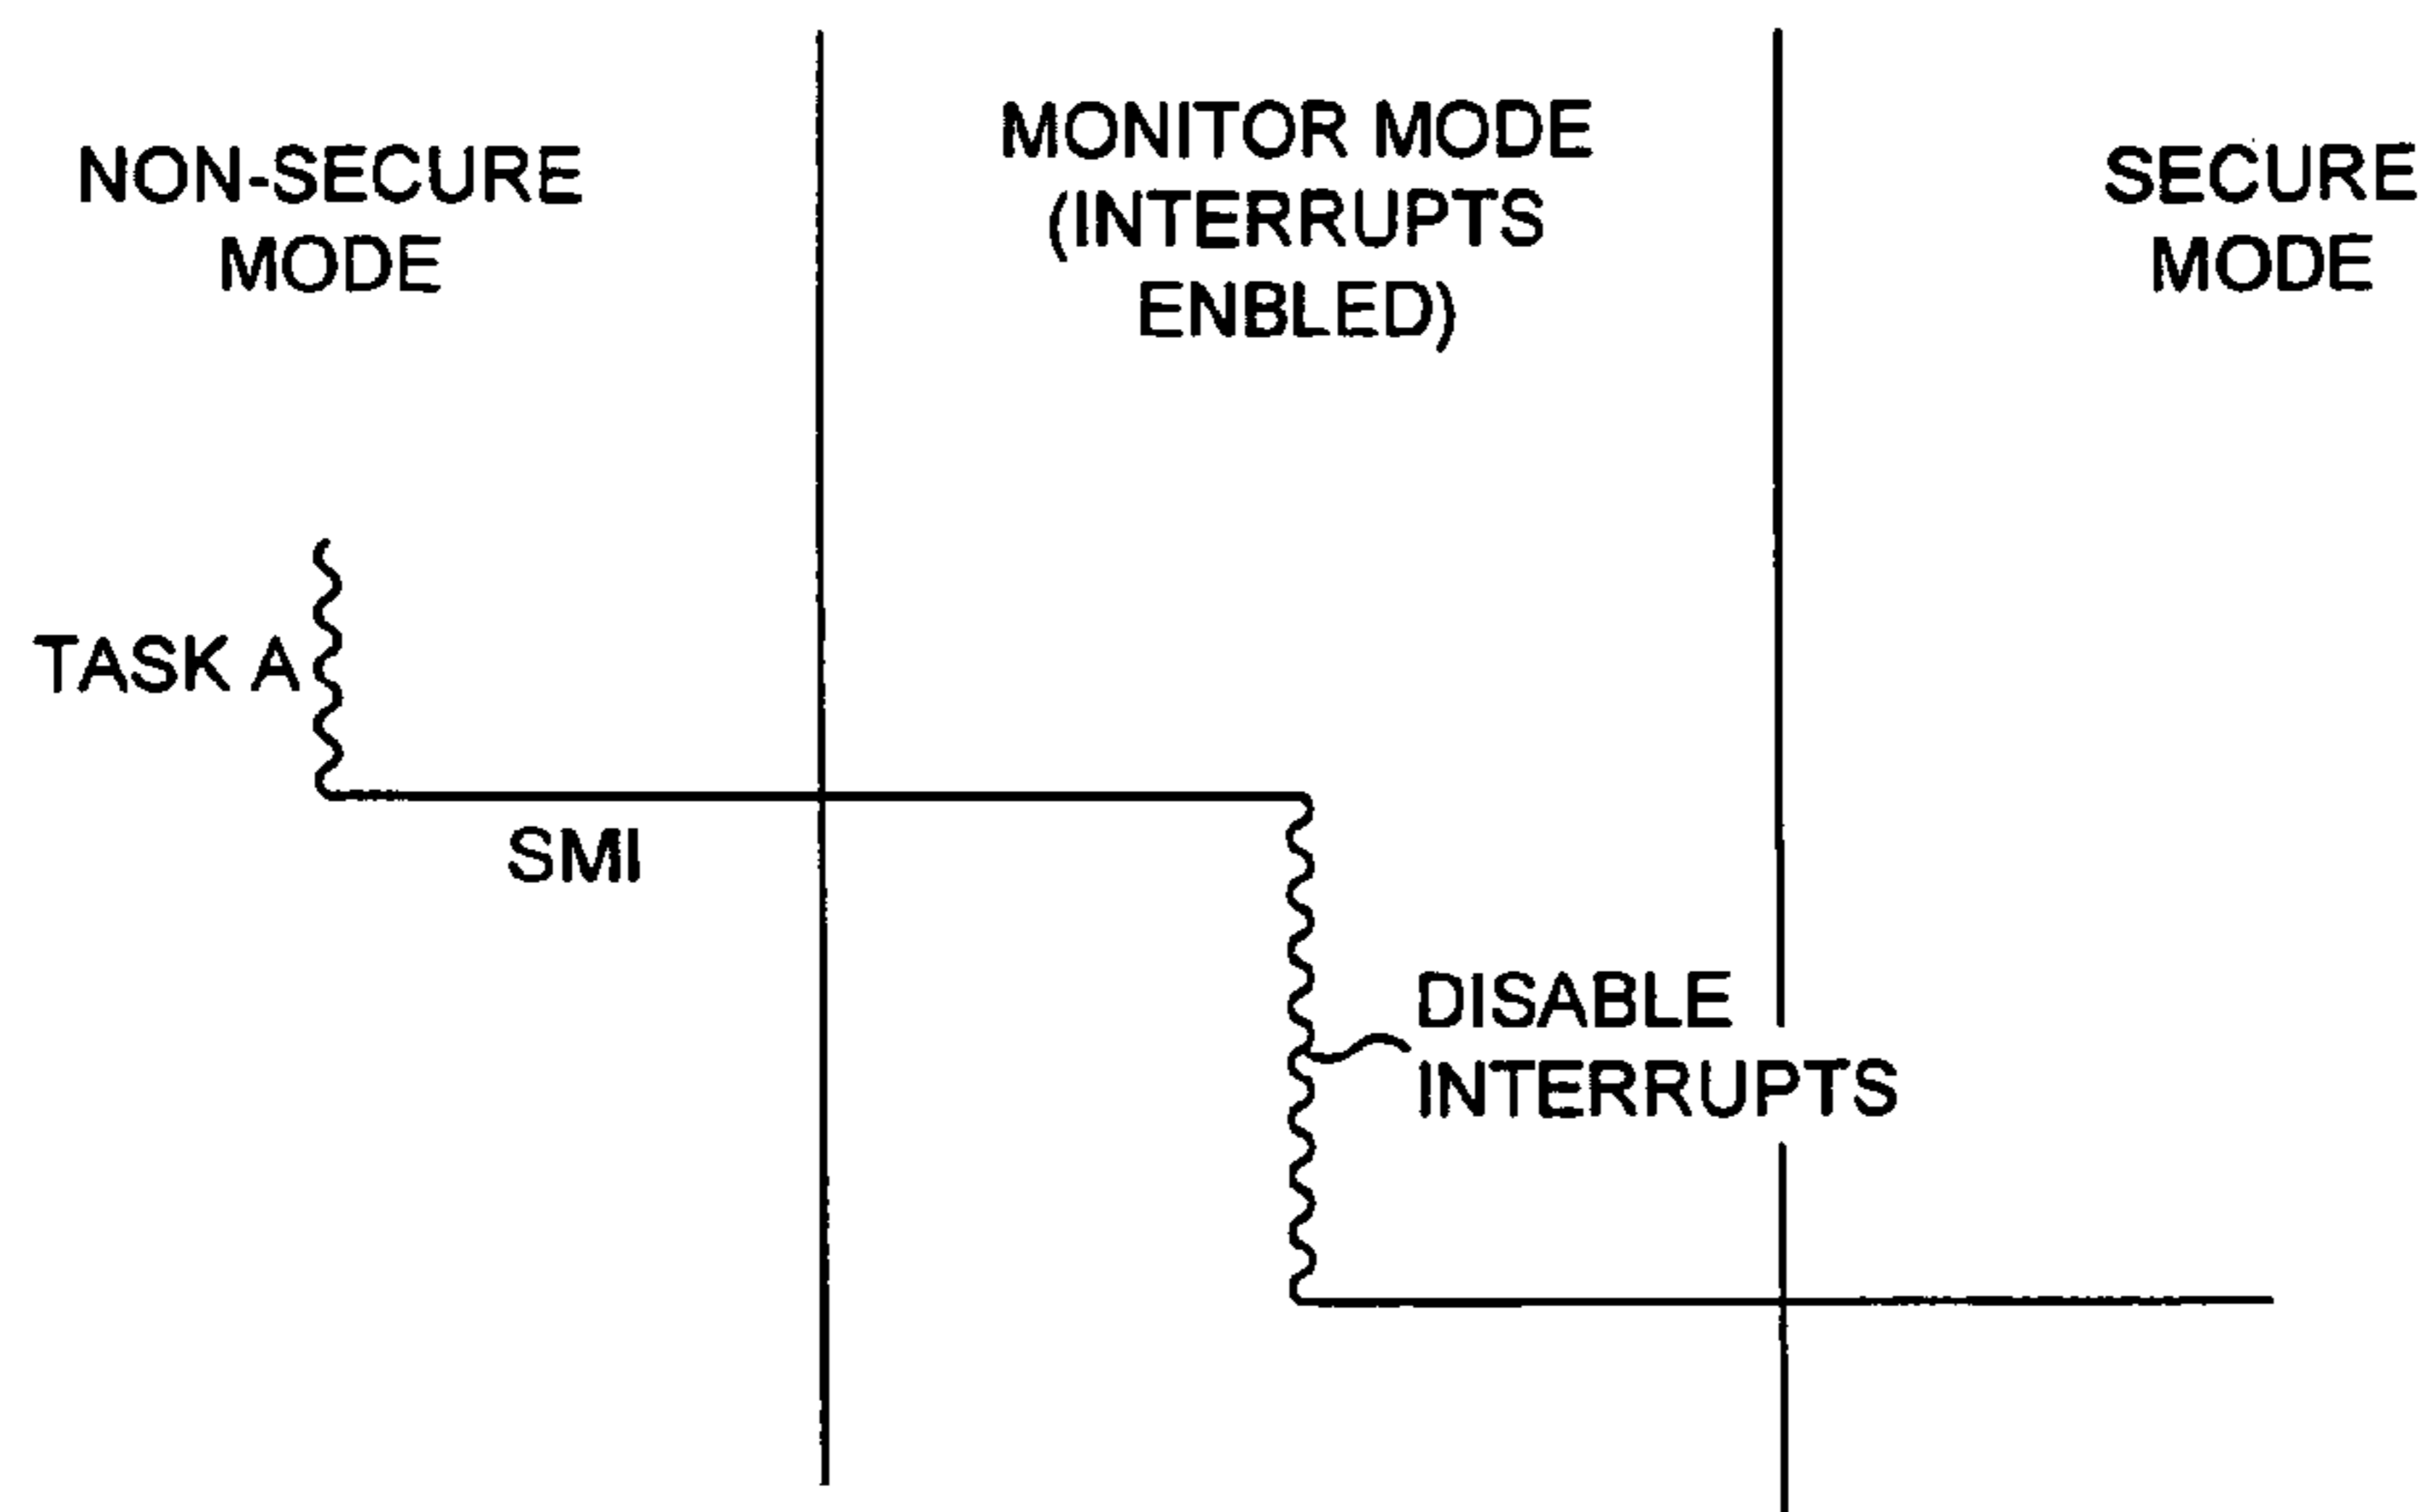 NON-SECURE
MODE
MONITOR MODE
(INTERRUPTS
ENBLED)
SECURE
MODE
TASK A
SMI
DISABLE
INTERRUPTS